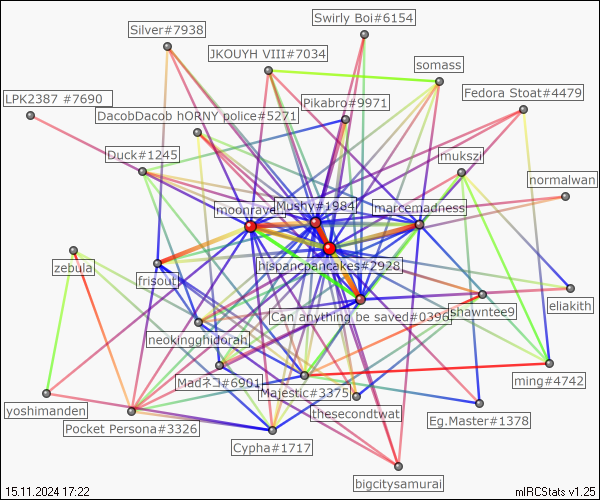 Swirly Boi#6154
Silver#7938
JKOUYH VIII#7034
somass
LPK2387 #7690
Pikabro#9971
Fedora Stoat#4479
DacobDacob hORNY police#5271
Duck#1245
mukszi
normalwan
moonraven
Mushy#1984
marcemadness
zebula
frisout
hispancpancakes#2928
eliakith
Can anything be saved#0396
shawntee9
neokingghidorah
Madネコ#6901
Majestic#3375
ming#4742
yoshimanden
Pocket Persona#3326
thesecondtwat
Eg.Master#1378
Cypha#1717
bigcitysamurai
15.11.2024 17:22
mIRCStats v1.25